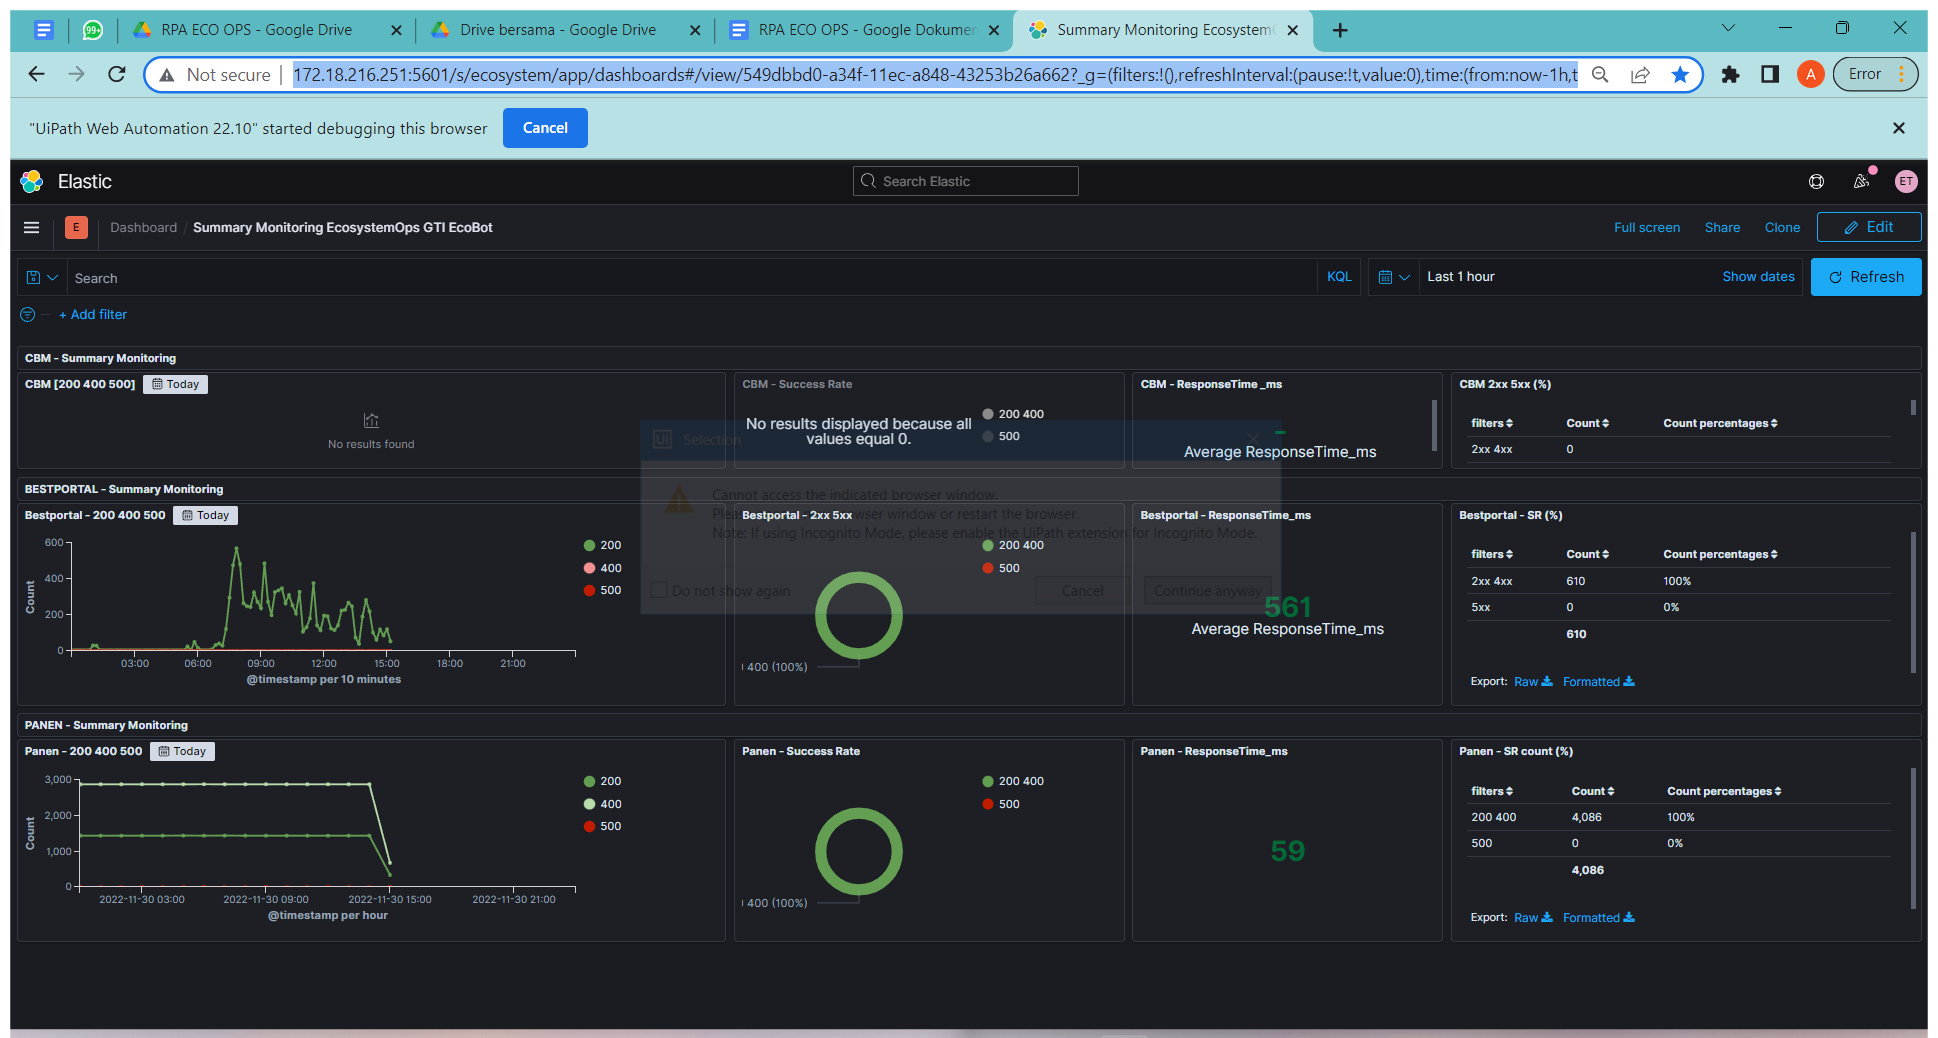 99+
RPA ECO OPS - Google Drive
Drive bersama - Google Drive
RPA ECO OPS - Google Dokumen
Summary Monitoring Ecosystem
Not secure
172.18.216.251:5601/s/ecosystem/app/dashboards#/view/549dbbd0-a34f-11ec-a848-43253b26a662?_g=(filters:!(),refreshInterval:(pause:!t,value:0),time:(from:now-1h,t
A
Error
"UiPath Web Automation 22.10" started debugging this browser
Cancel
Elastic
Search Elastic
ET
E
Dashboard / Summary Monitoring EcosystemOps GTI EcoBot
Full screen
Share
Clone
Edit
Search
KQL
Last 1 hour
Show dates
Refresh
+ Add filter
CBM - Summary Monitoring
CBM [200 400 500]
Today
No results found
CBM - Success Rate
No results displayed because all
values equal 0.
200 400
500
CBM - ResponseTime _ms
-
Average ResponseTime_ms
CBM 2xx 5xx (%)
filters Count Count percentages
2xx 4xx 0
Ui Selection
Cannot access the indicated browser window.
browser window or restart the browser.
Note: If using Incognito Mode, please enable the UiPath extension for Incognito Mode.
Do not show again
Cancel
Continue anyway
BESTPORTAL - Summary Monitoring
Bestportal - 200 400 500
Today
600
400
200
0
Count
03:00 06:00 09:00 12:00 15:00 18:00 21:00
@timestamp per 10 minutes
200
400
500
Bestportal - 2xx 5xx
200 400
500
400 (100%)
Bestportal - ResponseTime_ms
561
Average ResponseTime_ms
Bestportal - SR (%)
filters Count Count percentages
2xx 4xx 610 100%
5xx 0 0%
610
Export: Raw Formatted
PANEN - Summary Monitoring
Panen - 200 400 500
Today
3,000
2,000
1,000
0
Count
2022-11-30 03:00 2022-11-30 09:00 2022-11-30 15:00 2022-11-30 21:00
@timestamp per hour
200
400
500
Panen - Success Rate
200 400
500
400 (100%)
Panen - ResponseTime_ms
59
Panen - SR count (%)
filters Count Count percentages
200 400 4,086 100%
500 0 0%
4,086
Export: Raw Formatted